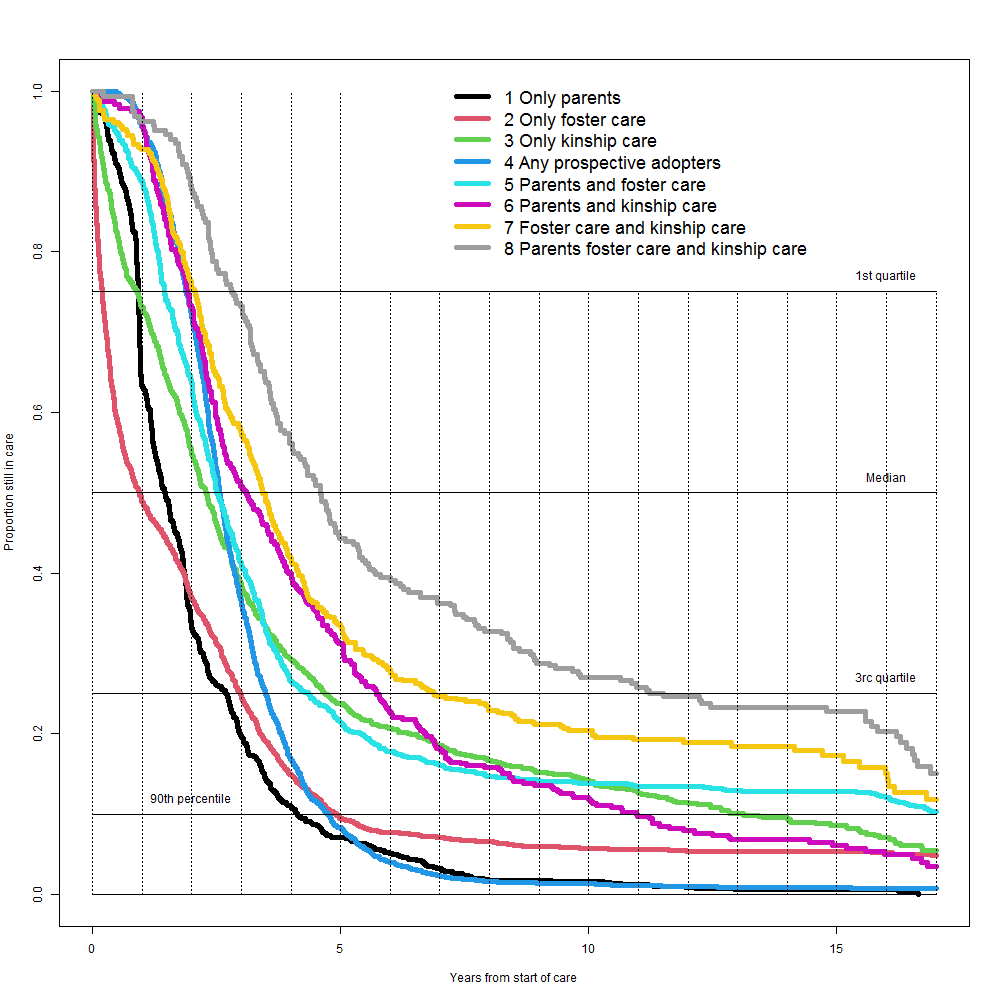 1 Only parents
2 Only foster care
3 Only kinship care
4 Any prospective adopters
5 Parents and foster care
6 Parents and kinship care
7 Foster care and kinship care
8 Parents foster care and kinship care
1st quartile
Median
3rc quartile
90th percentile
Proportion still in care
1.0
0.8
0.6
0.4
0.2
0.0
0
5
10
15
Years from start of care